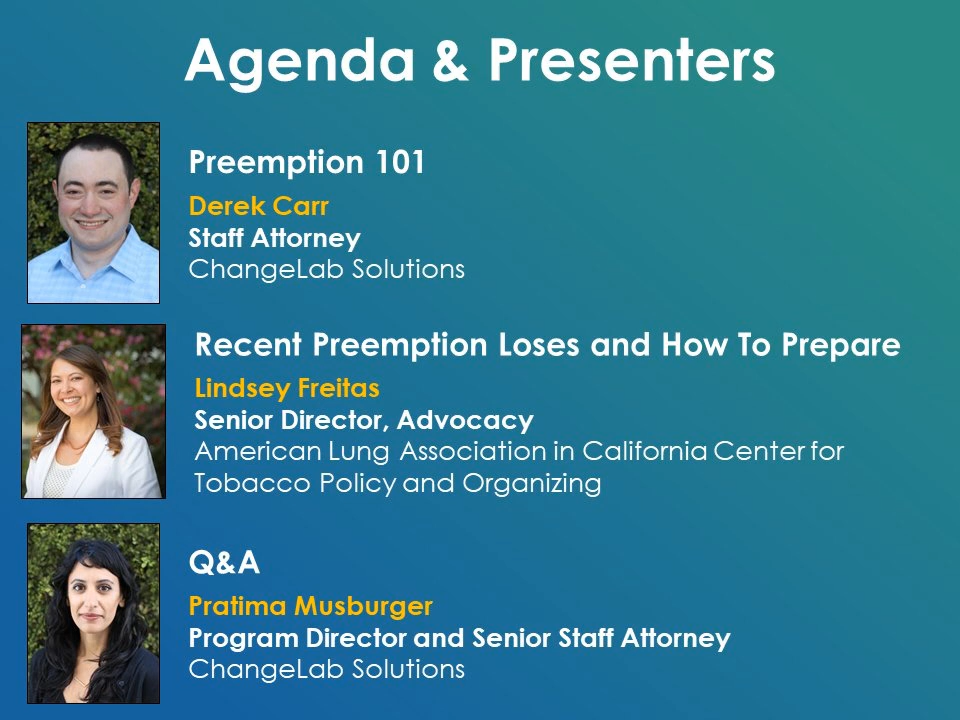 Agenda & Presenters
Preemption 101
Derek Carr
Staff Attorney
ChangeLab Solutions
Recent Preemption Loses and How To Prepare
Lindsey Freitas
Senior Director, Advocacy
American Lung Association in California Center for
Tobacco Policy and Organizing
Q&A
Pratima Musburger
Program Director and Senior Staff Attorney
ChangeLab Solutions